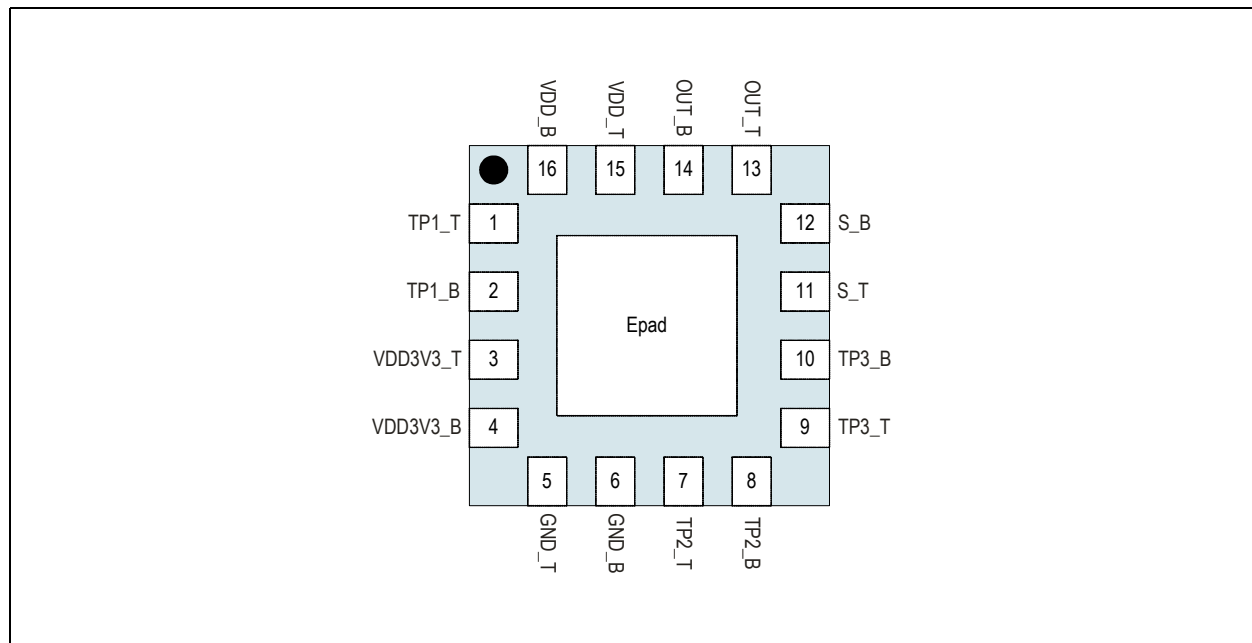 VDD_B
VDD_T
OUT_B
OUT_T
16
15
14
13
TP1_T 1
12 S_B
TP1_B 2
11 S_T
Epad
VDD3V3_T 3
10 TP3_B
VDD3V3_B 4
9 TP3_T
5
6
7
8
GND_T
GND_B
TP2_T
TP2_B